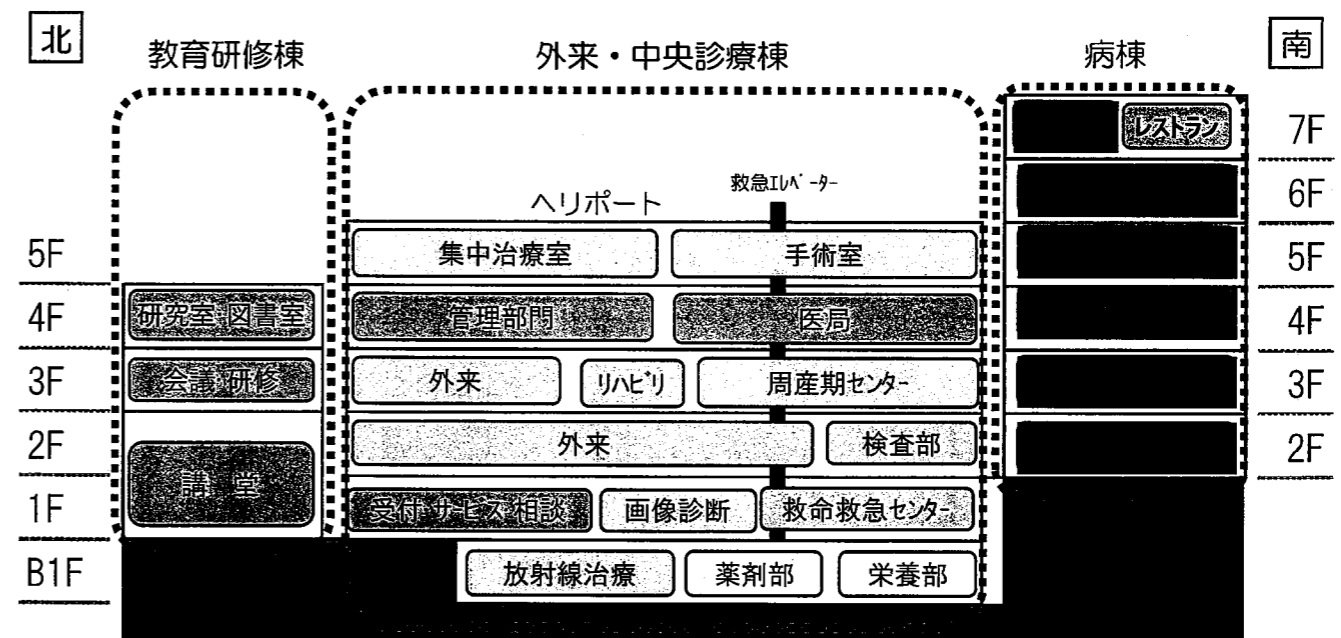 北
南
教育研修棟
外来・中央診療棟
病棟
レストラン
7F
6F
ヘリポート
救急ｴﾚﾍﾞｰﾀｰ
5F
集中治療室
手術室
5F
4F
研究室 図書室
管理部門
医局
4F
3F
会議 研修
外来
ﾘﾊﾋﾞﾘ
周産期ｾﾝﾀｰ
3F
2F
講 堂
外来
検査部
2F
1F
受付 サービス 相談
画像診断
救命救急ｾﾝﾀｰ
B1F
放射線治療
薬剤部
栄養部